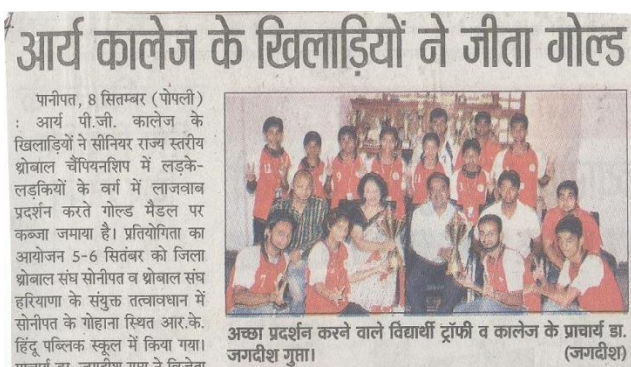 आर्य कालेज के खिलाड़ियों ने जीता गोल्ड
पानीपत, 8 सितम्बर (पोपली)
: आर्य पी.जी. कालेज के
खिलाड़ियों ने सीनियर राज्य स्तरीय
थ्रोबाल चैंपियनशिप में लड़के-
लड़कियों के वर्ग में लाजवाब
प्रदर्शन करते गोल्ड मैडल पर
कब्जा जमाया है। प्रतियोगिता का
आयोजन 5-6 सितंबर को जिला
थ्रोबाल संघ सोनीपत व थ्रोबाल संघ
हरियाणा के संयुक्त तत्वावधान में
सोनीपत के गोहाना स्थित आर.के.
हिंदू पब्लिक स्कूल में किया गया।
अच्छा प्रदर्शन करने वाले विद्यार्थी ट्रॉफी व कालेज के प्राचार्य डा.
जगदीश गुप्ता। (जगदीश)